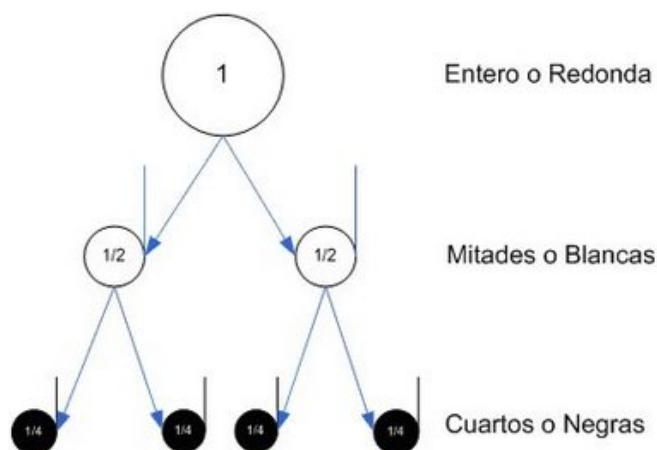 1
Entero o Redonda
1/2
1/2
Mitades o Blancas
1/4
1/4
1/4
1/4
Cuartos o Negras